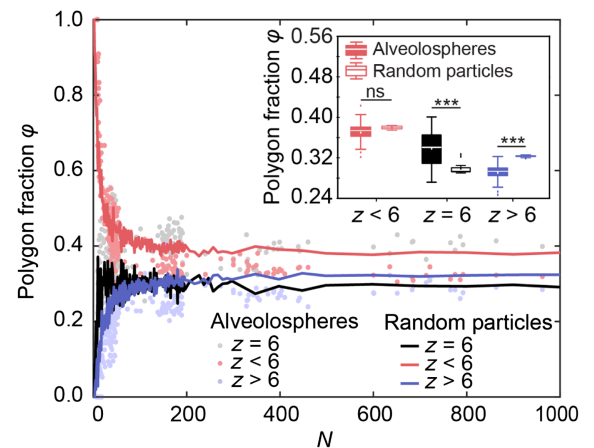 Polygon fraction φ
1.0
0.8
0.6
0.4
0.2
0.0
0 200 400 600 800 1000
N
Polygon fraction φ
0.56
0.48
0.40
0.32
0.24
Alveolospheres
Random particles
ns *** ***
z < 6 z = 6 z > 6
Alveolospheres Random particles
z = 6 z = 6
z < 6 z < 6
z > 6 z > 6